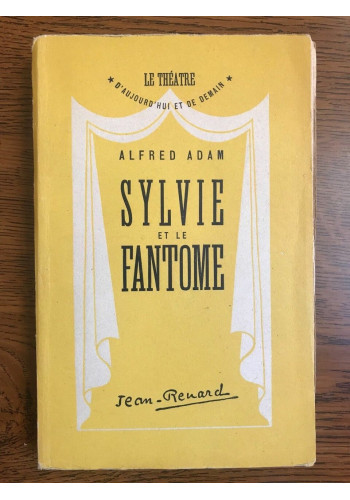 LE THÉATRE
* D'AUJOURD'HUI ET DE DEMAIN *
ALFRED ADAM
SYLVIE
ET LE
FANTOME
Jean-Renard